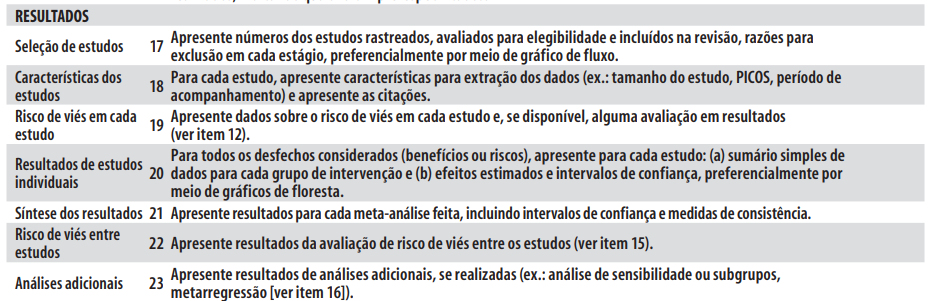 RESULTADOS
Seleção de estudos 17 Apresente números dos estudos rastreados, avaliados para elegibilidade e incluídos na revisão, razões para
exclusão em cada estágio, preferencialmente por meio de gráfico de fluxo.
Características dos
estudos 18 Para cada estudo, apresente características para extração dos dados (ex.: tamanho do estudo, PICOS, período de
acompanhamento) e apresente as citações.
Risco de viés em cada
estudo 19 Apresente dados sobre o risco de viés em cada estudo e, se disponível, alguma avaliação em resultados
(ver item 12).
Resultados de estudos
individuais 20 Para todos os desfechos considerados (benefícios ou riscos), apresente para cada estudo: (a) sumário simples de
dados para cada grupo de intervenção e (b) efeitos estimados e intervalos de confiança, preferencialmente por
meio de gráficos de floresta.
Síntese dos resultados 21 Apresente resultados para cada meta-análise feita, incluindo intervalos de confiança e medidas de consistência.
Risco de viés entre
estudos 22 Apresente resultados da avaliação de risco de viés entre os estudos (ver item 15).
Análises adicionais 23 Apresente resultados de análises adicionais, se realizadas (ex.: análise de sensibilidade ou subgrupos,
metarregressão [ver item 16]).